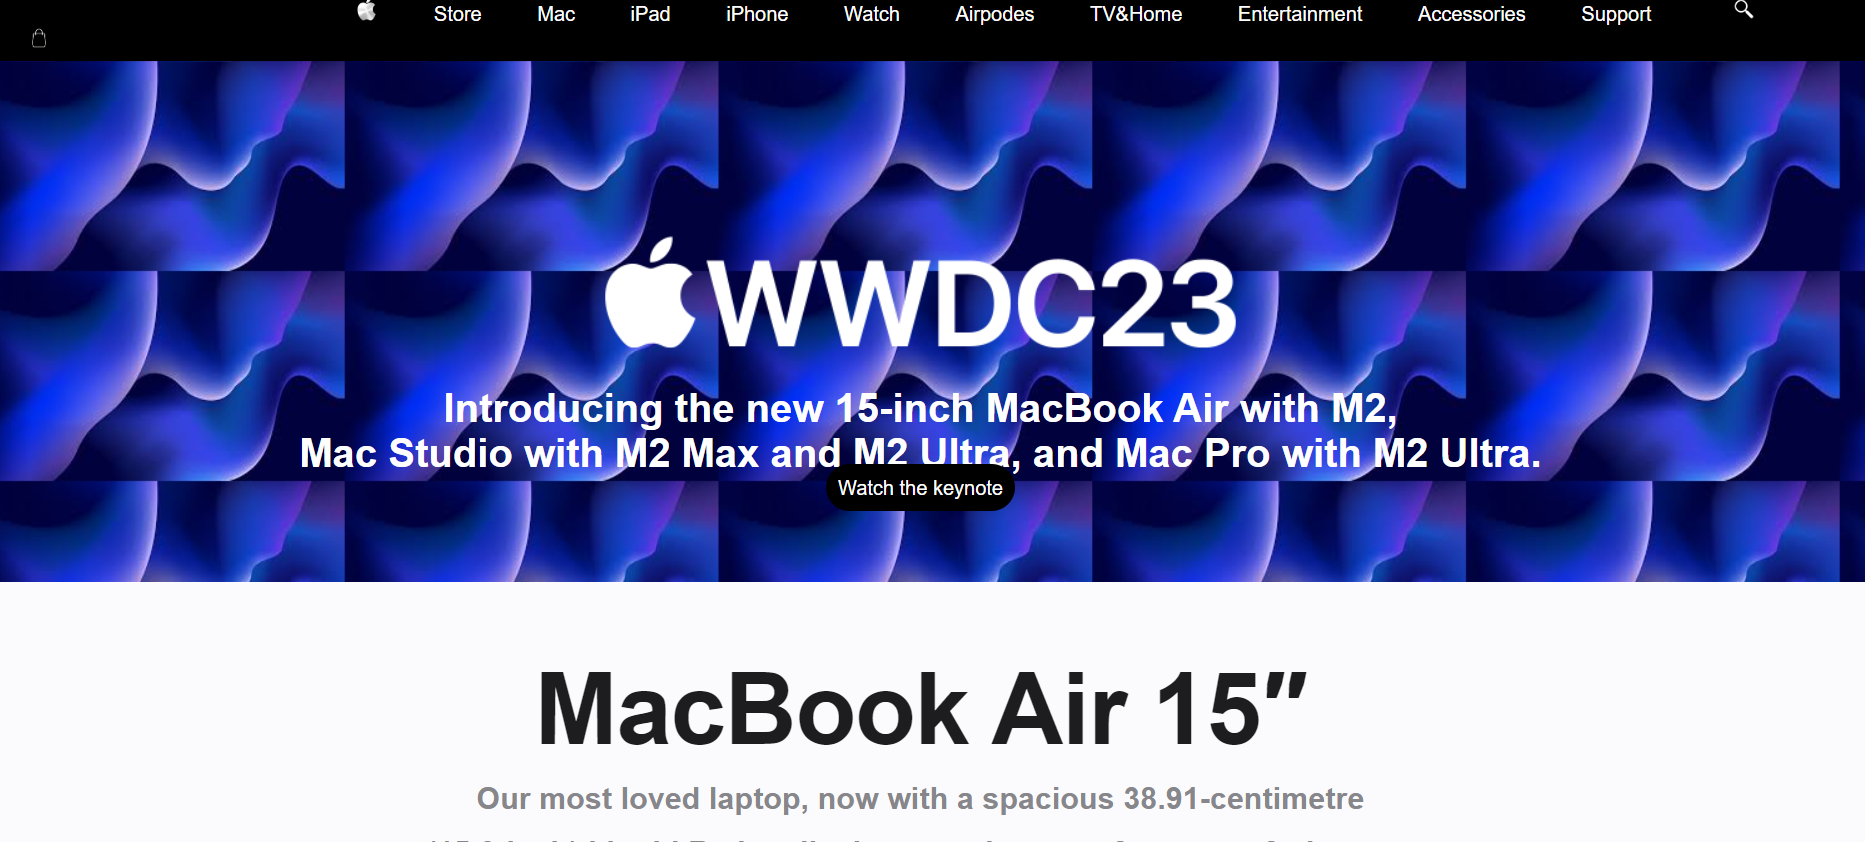 Store Mac iPad iPhone Watch Airpodes TV&Home Entertainment Accessories Support
WWDC23
Introducing the new 15-inch MacBook Air with M2,
Mac Studio with M2 Max and M2 Ultra, and Mac Pro with M2 Ultra.
Watch the keynote
MacBook Air 15″
Our most loved laptop, now with a spacious 38.91-centimetre